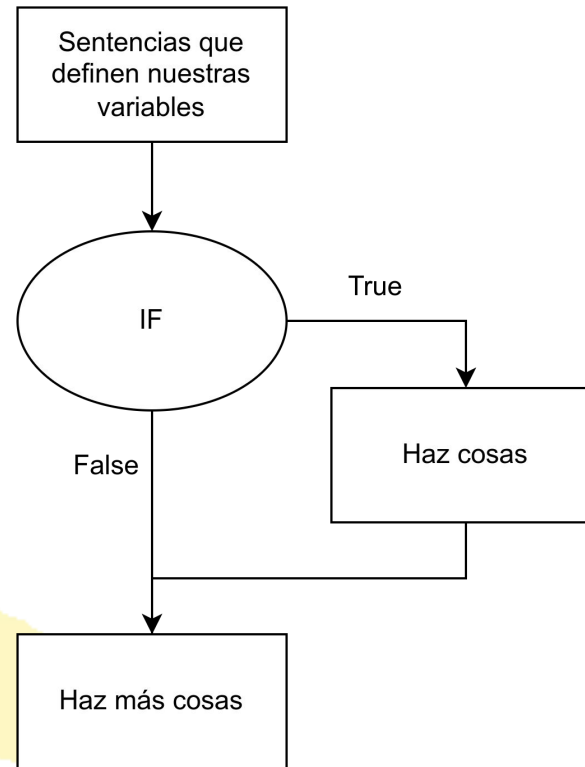 Sentencias que
definen nuestras
variables
IF
True
False
Haz cosas
Haz más cosas